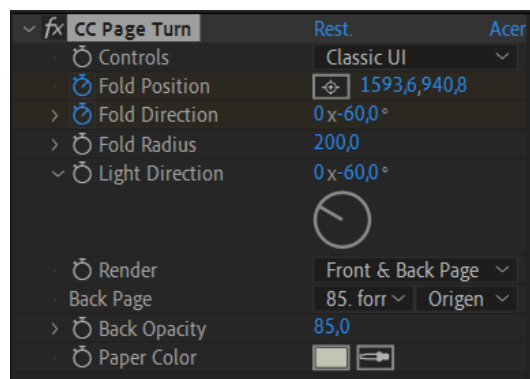 fx CC Page Turn Rest. Acer
Controls Classic UI
Fold Position 1593,6,940,8
Fold Direction 0x-60,0°
Fold Radius 200,0
Light Direction 0x-60,0°
Render Front & Back Page
Back Page 85. forr Origen
Back Opacity 85,0
Paper Color